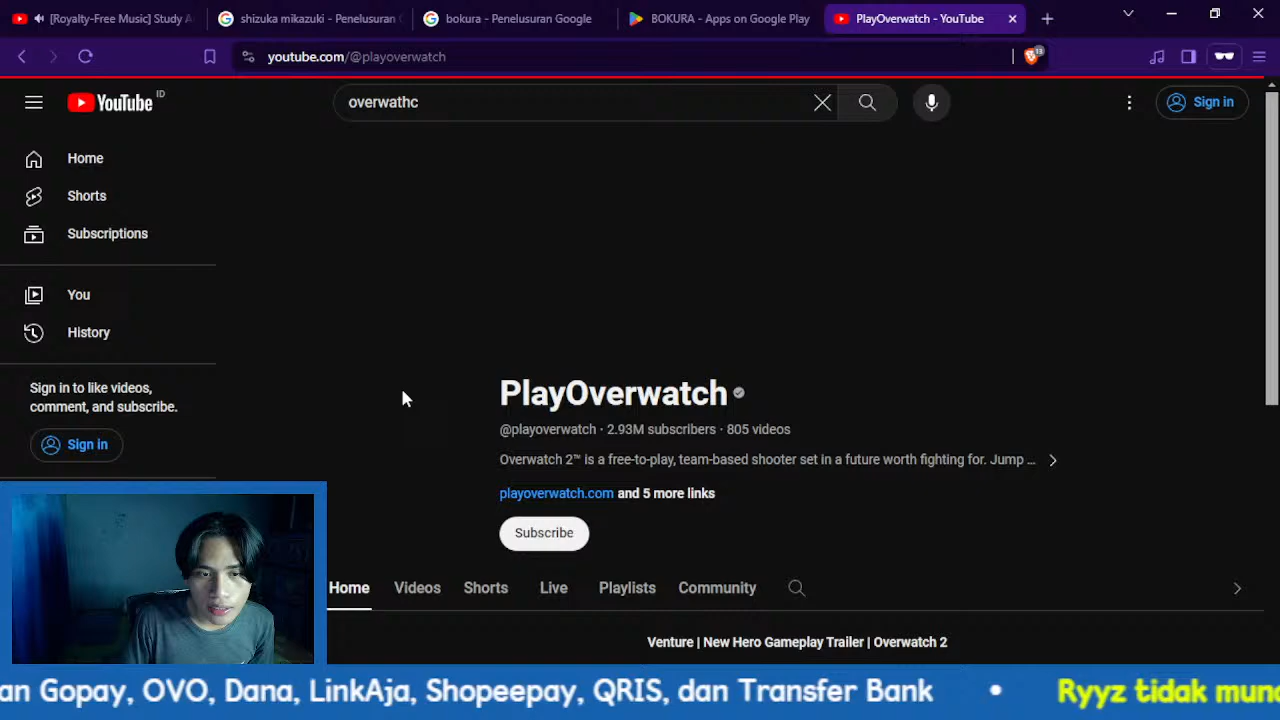 [Royalty-Free Music] Study A
shizuka mikazuki - Penelusuran G
bokura - Penelusuran Google
BOKURA - Apps on Google Play
PlayOverwatch - YouTube
youtube.com/@playoverwatch
13
YouTube ID
overwathc
Sign in
Home
Shorts
Subscriptions
You
History
Sign in to like videos,
comment, and subscribe.
Sign in
PlayOverwatch
@playoverwatch · 2.93M subscribers · 805 videos
Overwatch 2™ is a free-to-play, team-based shooter set in a future worth fighting for. Jump ...
playoverwatch.com and 5 more links
Subscribe
Home Videos Shorts Live Playlists Community
Venture | New Hero Gameplay Trailer | Overwatch 2
an Gopay, OVO, Dana, LinkAja, Shopeepay, QRIS, dan Transfer Bank • Ryyz tidak mun